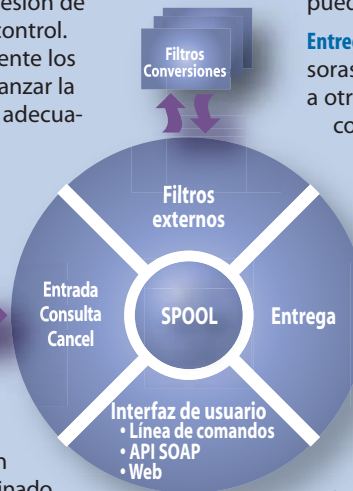 esión de
control.
ente los
anzar la
adecua-
pued
Entreg
soras
a otr
co
Filtros
Conversiones
Filtros
externos
Entrada
Consulta
Cancel
SPOOL
Entrega
Interfaz de usuario
• Línea de comandos
• API SOAP
• Web
n
inado